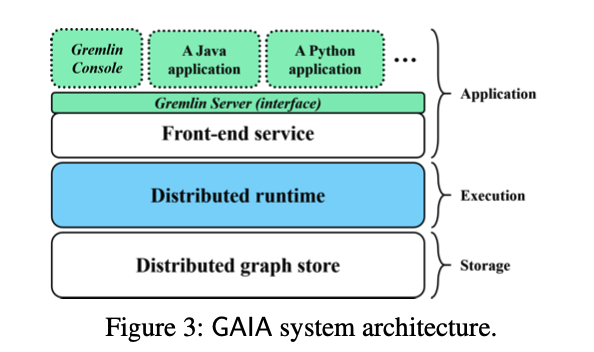 Gremlin
Console
A Java
application
A Python
application
...
Gremlin Server (interface)
Front-end service
Application
Distributed runtime
Execution
Distributed graph store
Storage
Figure 3: GAIA system architecture.